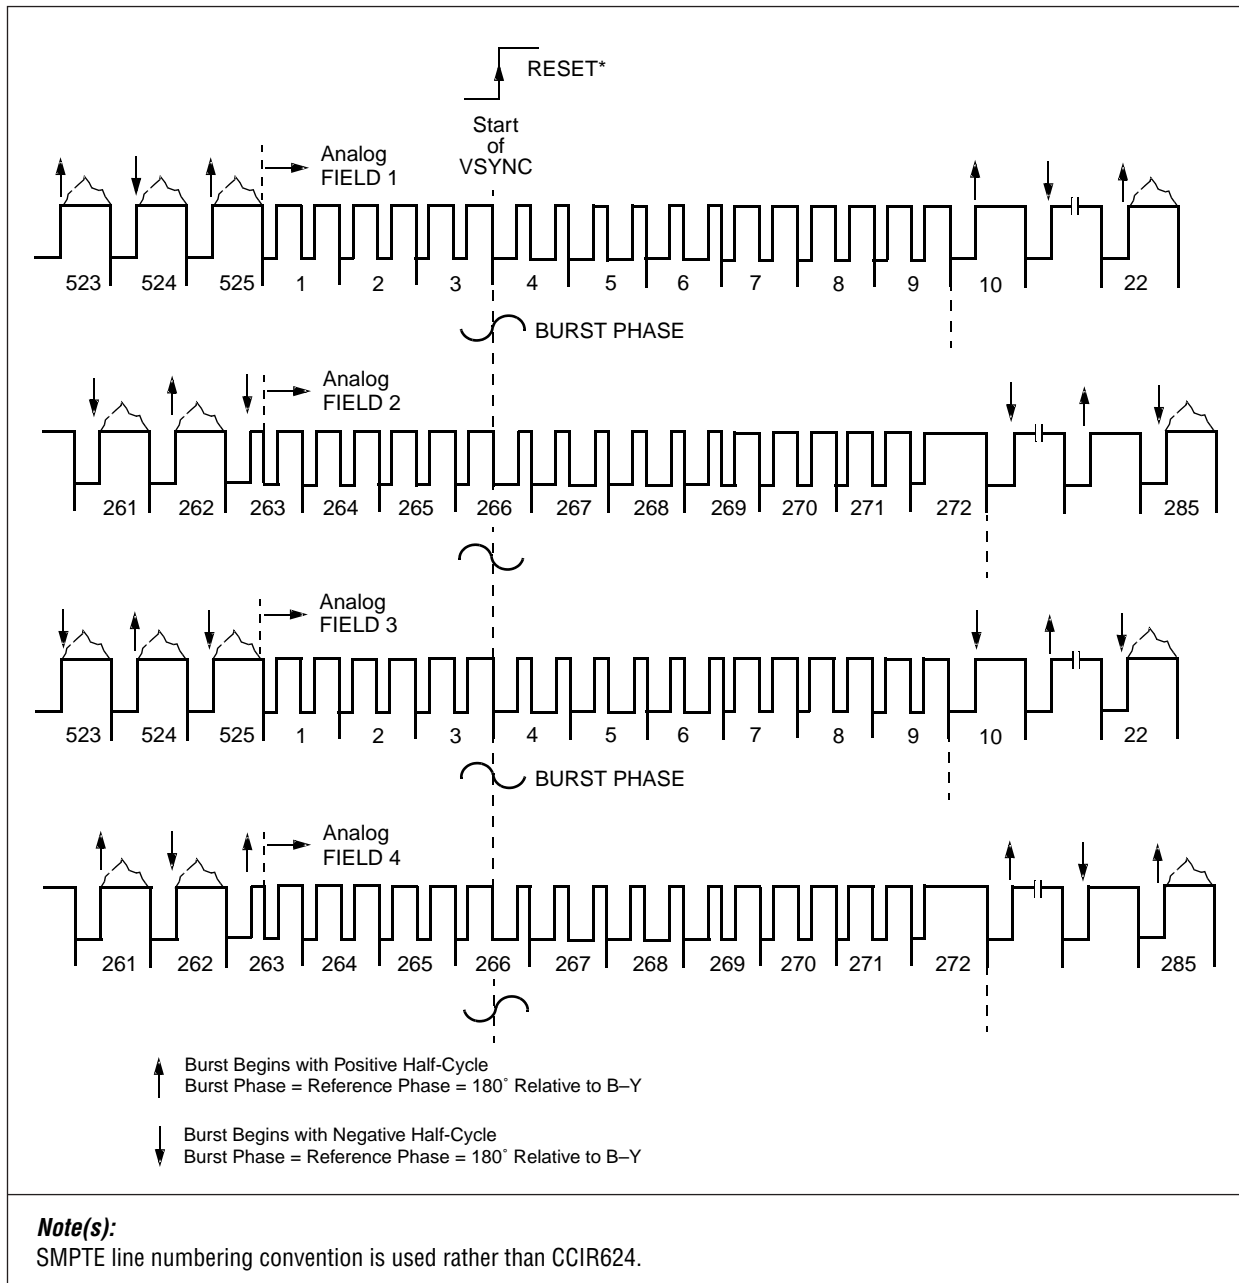 RESET*
Start
of
VSYNC
Analog
FIELD 1
523 524 525 1 2 3 4 5 6 7 8 9 10 22
BURST PHASE
Analog
FIELD 2
261 262 263 264 265 266 267 268 269 270 271 272 285
Analog
FIELD 3
523 524 525 1 2 3 4 5 6 7 8 9 10 22
BURST PHASE
Analog
FIELD 4
261 262 263 264 265 266 267 268 269 270 271 272 285
Burst Begins with Positive Half-Cycle
Burst Phase = Reference Phase = 180˚ Relative to B–Y
Burst Begins with Negative Half-Cycle
Burst Phase = Reference Phase = 180˚ Relative to B–Y
Note(s):
SMPTE line numbering convention is used rather than CCIR624.